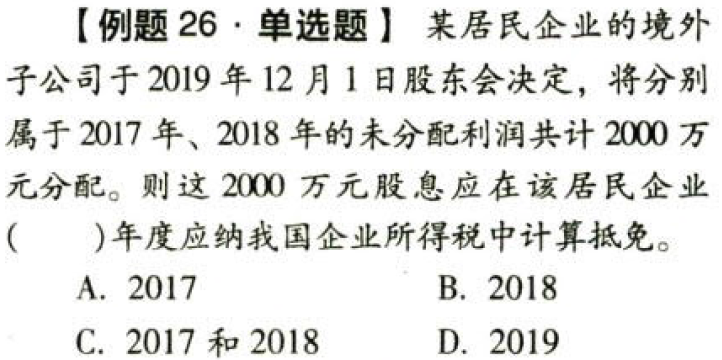 【例题 26 · 单选题】 某居民企业的境外
子公司于 2019 年 12 月 1 日股东会决定，将分别
属于 2017 年、2018 年的未分配利润共计 2000 万
元分配。则这 2000 万元股息应在该居民企业
( )年度应纳我国企业所得税中计算抵免。
A. 2017 B. 2018
C. 2017 和 2018 D. 2019